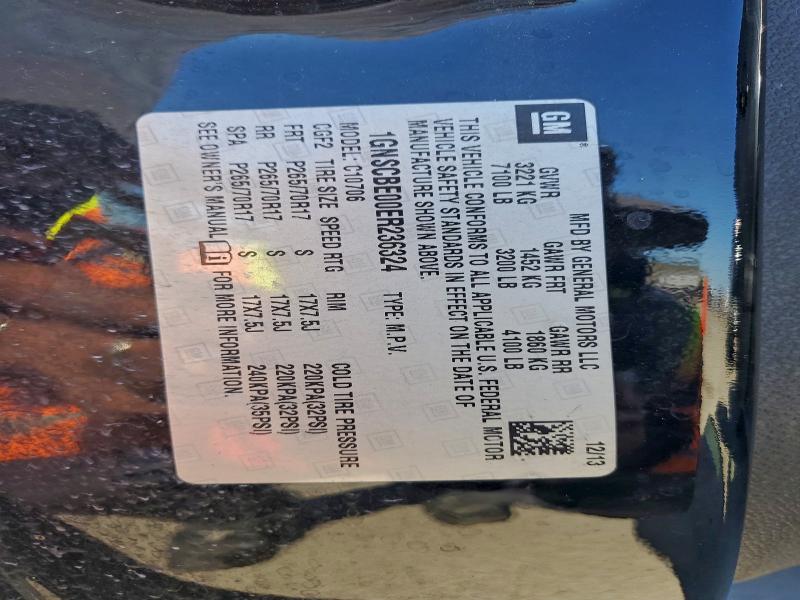 GM
MFD BY GENERAL MOTORS LLC 12/13
GVWR GAWR FRT GAWR RR
3221 KG 1452 KG 1860 KG
7100 LB 3200 LB 4100 LB
THIS VEHICLE CONFORMS TO ALL APPLICABLE U.S. FEDERAL MOTOR
VEHICLE SAFETY STANDARDS IN EFFECT ON THE DATE OF
MANUFACTURE SHOWN ABOVE.
1GNSCBE00ER236324 TYPE: M.P.V.
MODEL: C10706
CGF2 TIRE SIZE SPEED RTG RIM COLD TIRE PRESSURE
FRT P265/70R17 S 17X7.5J 220KPA(32PSI)
RR P265/70R17 S 17X7.5J 220KPA(32PSI)
SPA P265/70R17 S 17X7.5J 240KPA(35PSI)
SEE OWNER'S MANUAL FOR MORE INFORMATION.